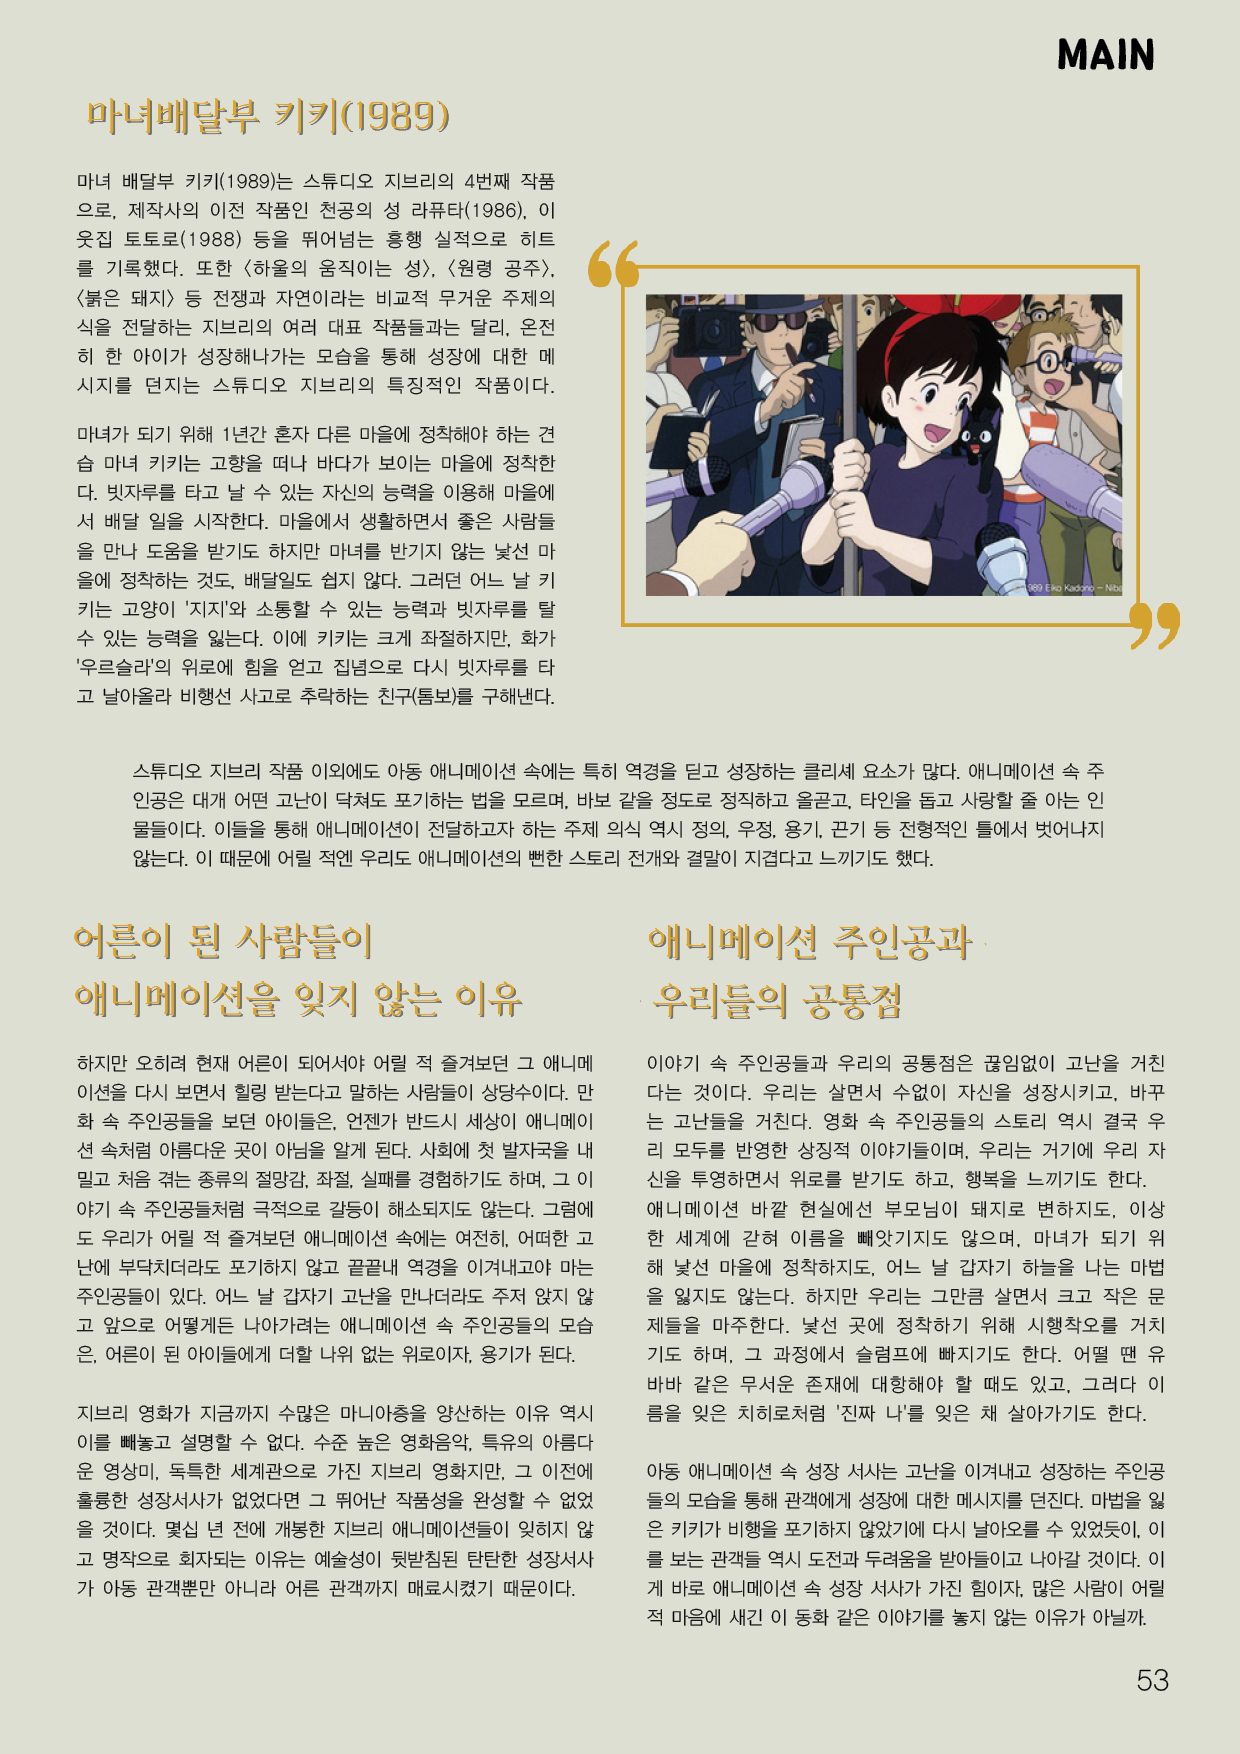 MAIN
마녀배달부 키키(1989)
마녀 배달부 키키(1989)는 스튜디오 지브리의 4번째 작품
으로, 제작사의 이전 작품인 천공의 성 라퓨타(1986), 이
웃집 토토로(1988) 등을 뛰어넘는 흥행 실적으로 히트
를 기록했다. 또한 〈하울의 움직이는 성〉, 〈원령 공주〉,
〈붉은 돼지〉 등 전쟁과 자연이라는 비교적 무거운 주제의
식을 전달하는 지브리의 여러 대표 작품들과는 달리, 온전
히 한 아이가 성장해나가는 모습을 통해 성장에 대한 메
시지를 던지는 스튜디오 지브리의 특징적인 작품이다.
마녀가 되기 위해 1년간 혼자 다른 마을에 정착해야 하는 견
습 마녀 키키는 고향을 떠나 바다가 보이는 마을에 정착한
다. 빗자루를 타고 날 수 있는 자신의 능력을 이용해 마을에
서 배달 일을 시작한다. 마을에서 생활하면서 좋은 사람들
을 만나 도움을 받기도 하지만 마녀를 반기지 않는 낯선 마
을에 정착하는 것도, 배달일도 쉽지 않다. 그러던 어느 날 키
키는 고양이 '지지'와 소통할 수 있는 능력과 빗자루를 탈
수 있는 능력을 잃는다. 이에 키키는 크게 좌절하지만, 화가
'우르슬라'의 위로에 힘을 얻고 집념으로 다시 빗자루를 타
고 날아올라 비행선 사고로 추락하는 친구(톰보)를 구해낸다.
“
1989 Eiko Kadono – Niba
”
스튜디오 지브리 작품 이외에도 아동 애니메이션 속에는 특히 역경을 딛고 성장하는 클리셰 요소가 많다. 애니메이션 속 주
인공은 대개 어떤 고난이 닥쳐도 포기하는 법을 모르며, 바보 같을 정도로 정직하고 올곧고, 타인을 돕고 사랑할 줄 아는 인
물들이다. 이들을 통해 애니메이션이 전달하고자 하는 주제 의식 역시 정의, 우정, 용기, 끈기 등 전형적인 틀에서 벗어나지
않는다. 이 때문에 어릴 적엔 우리도 애니메이션의 뻔한 스토리 전개와 결말이 지겹다고 느끼기도 했다.
어른이 된 사람들이
애니메이션을 잊지 않는 이유
하지만 오히려 현재 어른이 되어서야 어릴 적 즐겨보던 그 애니메
이션을 다시 보면서 힐링 받는다고 말하는 사람들이 상당수이다. 만
화 속 주인공들을 보던 아이들은, 언젠가 반드시 세상이 애니메이
션 속처럼 아름다운 곳이 아님을 알게 된다. 사회에 첫 발자국을 내
밀고 처음 겪는 종류의 절망감, 좌절, 실패를 경험하기도 하며, 그 이
야기 속 주인공들처럼 극적으로 갈등이 해소되지도 않는다. 그럼에
도 우리가 어릴 적 즐겨보던 애니메이션 속에는 여전히, 어떠한 고
난에 부닥치더라도 포기하지 않고 끝끝내 역경을 이겨내고야 마는
주인공들이 있다. 어느 날 갑자기 고난을 만나더라도 주저 앉지 않
고 앞으로 어떻게든 나아가려는 애니메이션 속 주인공들의 모습
은, 어른이 된 아이들에게 더할 나위 없는 위로이자, 용기가 된다.
지브리 영화가 지금까지 수많은 마니아층을 양산하는 이유 역시
이를 빼놓고 설명할 수 없다. 수준 높은 영화음악, 특유의 아름다
운 영상미, 독특한 세계관으로 가진 지브리 영화지만, 그 이전에
훌륭한 성장서사가 없었다면 그 뛰어난 작품성을 완성할 수 없었
을 것이다. 몇십 년 전에 개봉한 지브리 애니메이션들이 잊히지 않
고 명작으로 회자되는 이유는 예술성이 뒷받침된 탄탄한 성장서사
가 아동 관객뿐만 아니라 어른 관객까지 매료시켰기 때문이다.
애니메이션 주인공과
우리들의 공통점
이야기 속 주인공들과 우리의 공통점은 끊임없이 고난을 거친
다는 것이다. 우리는 살면서 수없이 자신을 성장시키고, 바꾸
는 고난들을 거친다. 영화 속 주인공들의 스토리 역시 결국 우
리 모두를 반영한 상징적 이야기들이며, 우리는 거기에 우리 자
신을 투영하면서 위로를 받기도 하고, 행복을 느끼기도 한다.
애니메이션 바깥 현실에선 부모님이 돼지로 변하지도, 이상
한 세계에 갇혀 이름을 빼앗기지도 않으며, 마녀가 되기 위
해 낯선 마을에 정착하지도, 어느 날 갑자기 하늘을 나는 마법
을 잃지도 않는다. 하지만 우리는 그만큼 살면서 크고 작은 문
제들을 마주한다. 낯선 곳에 정착하기 위해 시행착오를 거치
기도 하며, 그 과정에서 슬럼프에 빠지기도 한다. 어떨 땐 유
바바 같은 무서운 존재에 대항해야 할 때도 있고, 그러다 이
름을 잊은 치히로처럼 '진짜 나'를 잊은 채 살아가기도 한다.
아동 애니메이션 속 성장 서사는 고난을 이겨내고 성장하는 주인공
들의 모습을 통해 관객에게 성장에 대한 메시지를 던진다. 마법을 잃
은 키키가 비행을 포기하지 않았기에 다시 날아오를 수 있었듯이, 이
를 보는 관객들 역시 도전과 두려움을 받아들이고 나아갈 것이다. 이
게 바로 애니메이션 속 성장 서사가 가진 힘이자, 많은 사람이 어릴
적 마음에 새긴 이 동화 같은 이야기를 놓지 않는 이유가 아닐까.
53